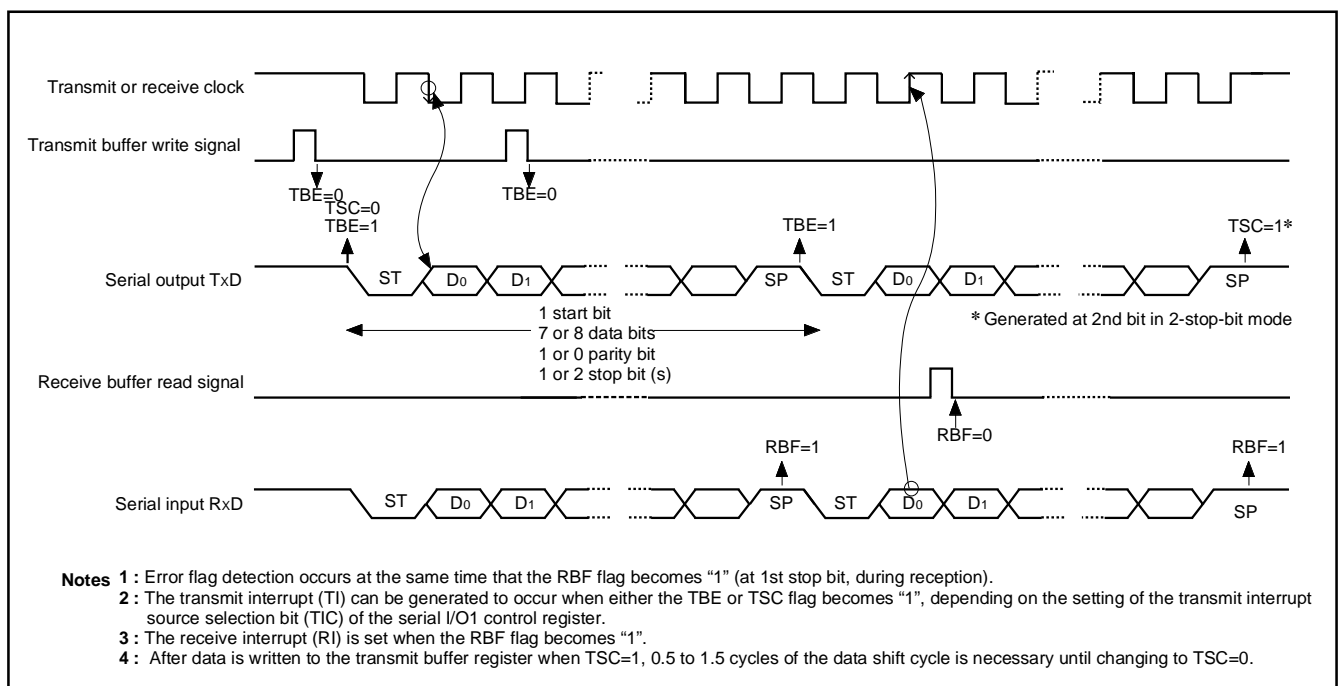 Transmit or receive clock
Transmit buffer write signal
TBE=0
TSC=0
TBE=1
TBE=0
TBE=1
TSC=1*
Serial output TxD
ST D0 D1 SP ST D0 D1 SP
1 start bit
7 or 8 data bits
1 or 0 parity bit
1 or 2 stop bit (s)
* Generated at 2nd bit in 2-stop-bit mode
Receive buffer read signal
RBF=0
RBF=1
RBF=1
Serial input RxD
ST D0 D1 SP ST D0 D1 SP
Notes 1 : Error flag detection occurs at the same time that the RBF flag becomes “1” (at 1st stop bit, during reception).
2 : The transmit interrupt (TI) can be generated to occur when either the TBE or TSC flag becomes “1”, depending on the setting of the transmit interrupt
source selection bit (TIC) of the serial I/O1 control register.
3 : The receive interrupt (RI) is set when the RBF flag becomes “1”.
4 : After data is written to the transmit buffer register when TSC=1, 0.5 to 1.5 cycles of the data shift cycle is necessary until changing to TSC=0.